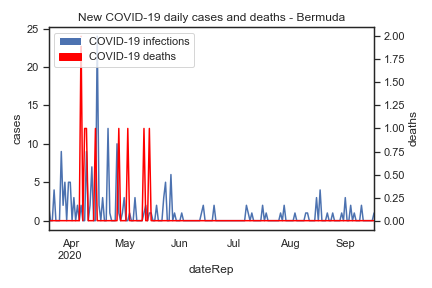 New COVID-19 daily cases and deaths - Bermuda
COVID-19 infections
COVID-19 deaths
25
20
15
10
5
0
cases
2.00
1.75
1.50
1.25
1.00
0.75
0.50
0.25
0.00
deaths
Apr May Jun Jul Aug Sep
2020
dateRep